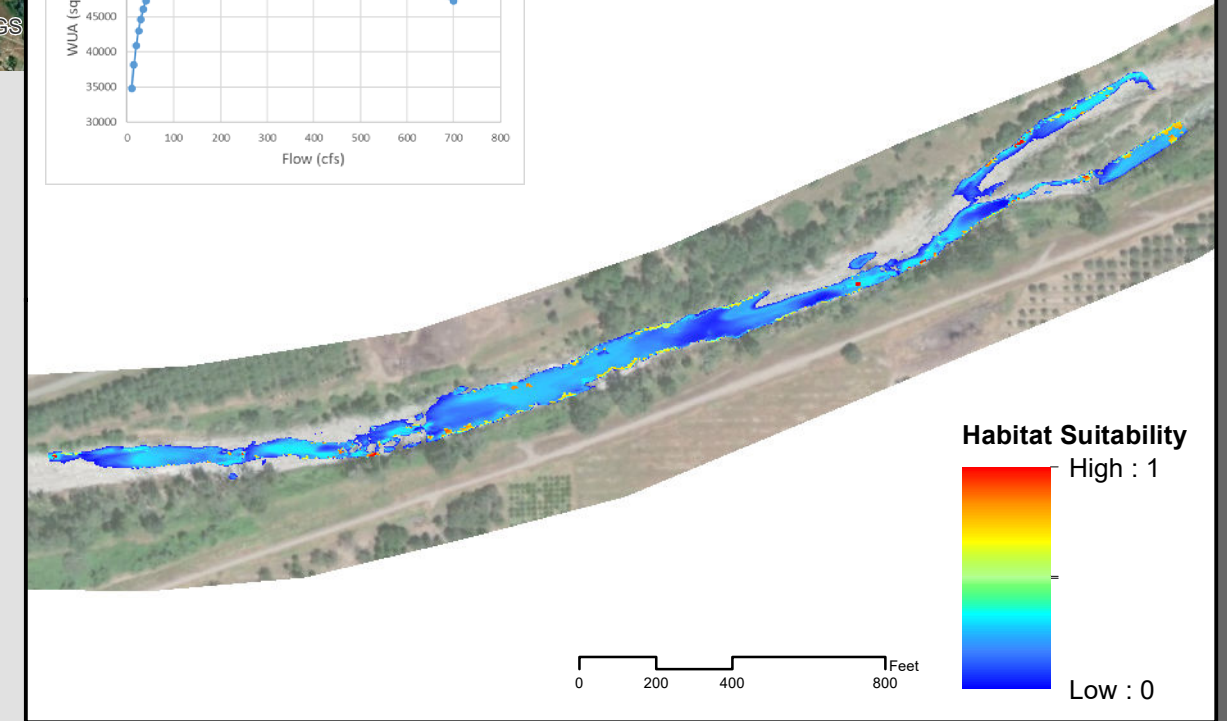 GS
WUA (sq
45000
40000
35000
30000
0 100 200 300 400 500 600 700 800
Flow (cfs)
Habitat Suitability
High : 1
Low : 0
Feet
0 200 400 800